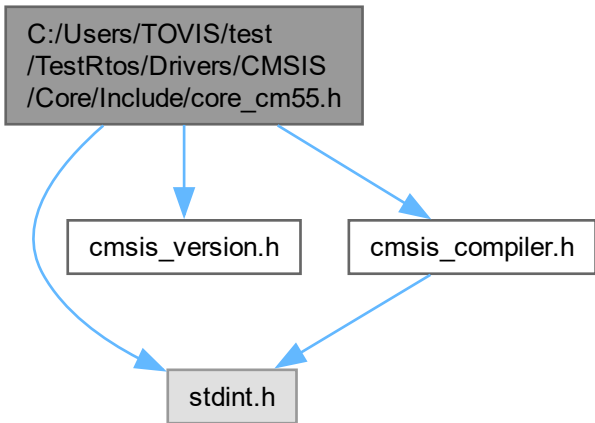 C:/Users/TOVIS/test
/TestRtos/Drivers/CMSIS
/Core/Include/core_cm55.h
cmsis_version.h
cmsis_compiler.h
stdint.h